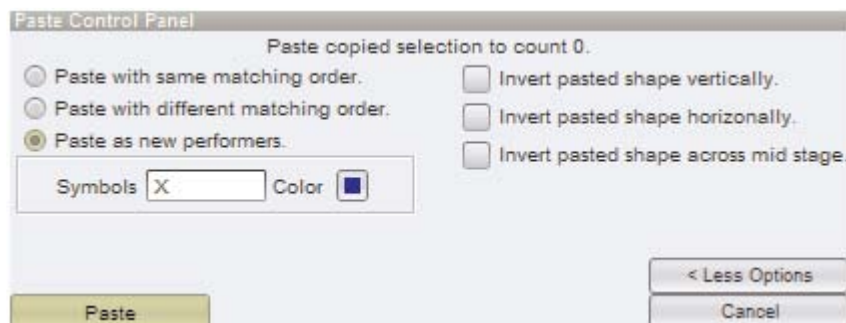 Paste Control Panel
Paste copied selection to count 0.
Paste with same matching order.
Paste with different matching order.
Paste as new performers.
Symbols X Color
Invert pasted shape vertically.
Invert pasted shape horizonally.
Invert pasted shape across mid stage.
< Less Options
Paste
Cancel